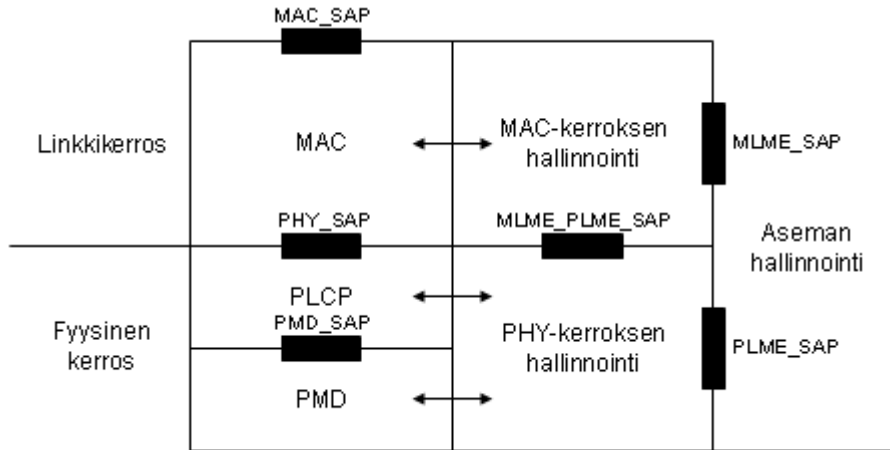 MAC_SAP
Linkkikerros
MAC
MAC-kerroksen
hallinnointi
MLME_SAP
PHY_SAP
MLME_PLME_SAP
Aseman
hallinnointi
PLCP
Fyysinen
kerros
PMD_SAP
PHY-kerroksen
hallinnointi
PLME_SAP
PMD